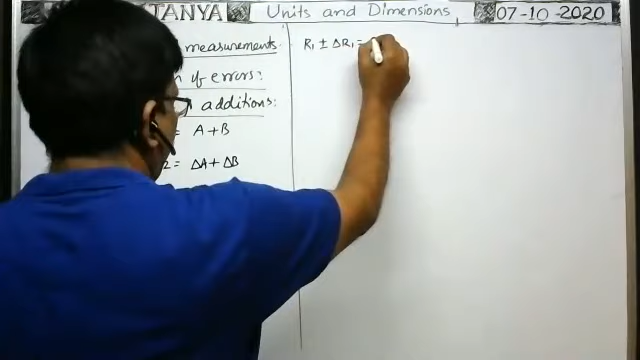 TANYA
Units and Dimensions
07-10-2020
measurements.
of errors:
additions:
= A+B
= ΔA + ΔB
R₁ ± ΔR₁ =